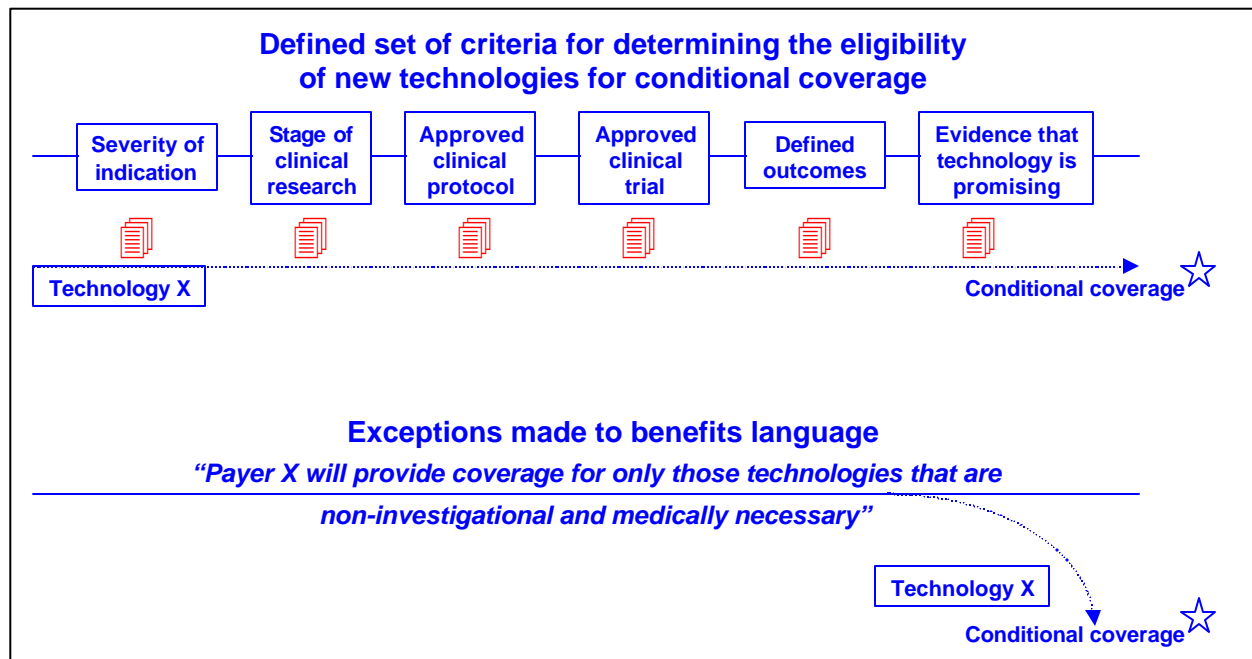 Defined set of criteria for determining the eligibility
of new technologies for conditional coverage
Severity of
indication
Stage of
clinical
research
Approved
clinical
protocol
Approved
clinical
trial
Defined
outcomes
Evidence that
technology is
promising
Technology X
Conditional coverage
Exceptions made to benefits language
“Payer X will provide coverage for only those technologies that are
non-investigational and medically necessary”
Technology X
Conditional coverage